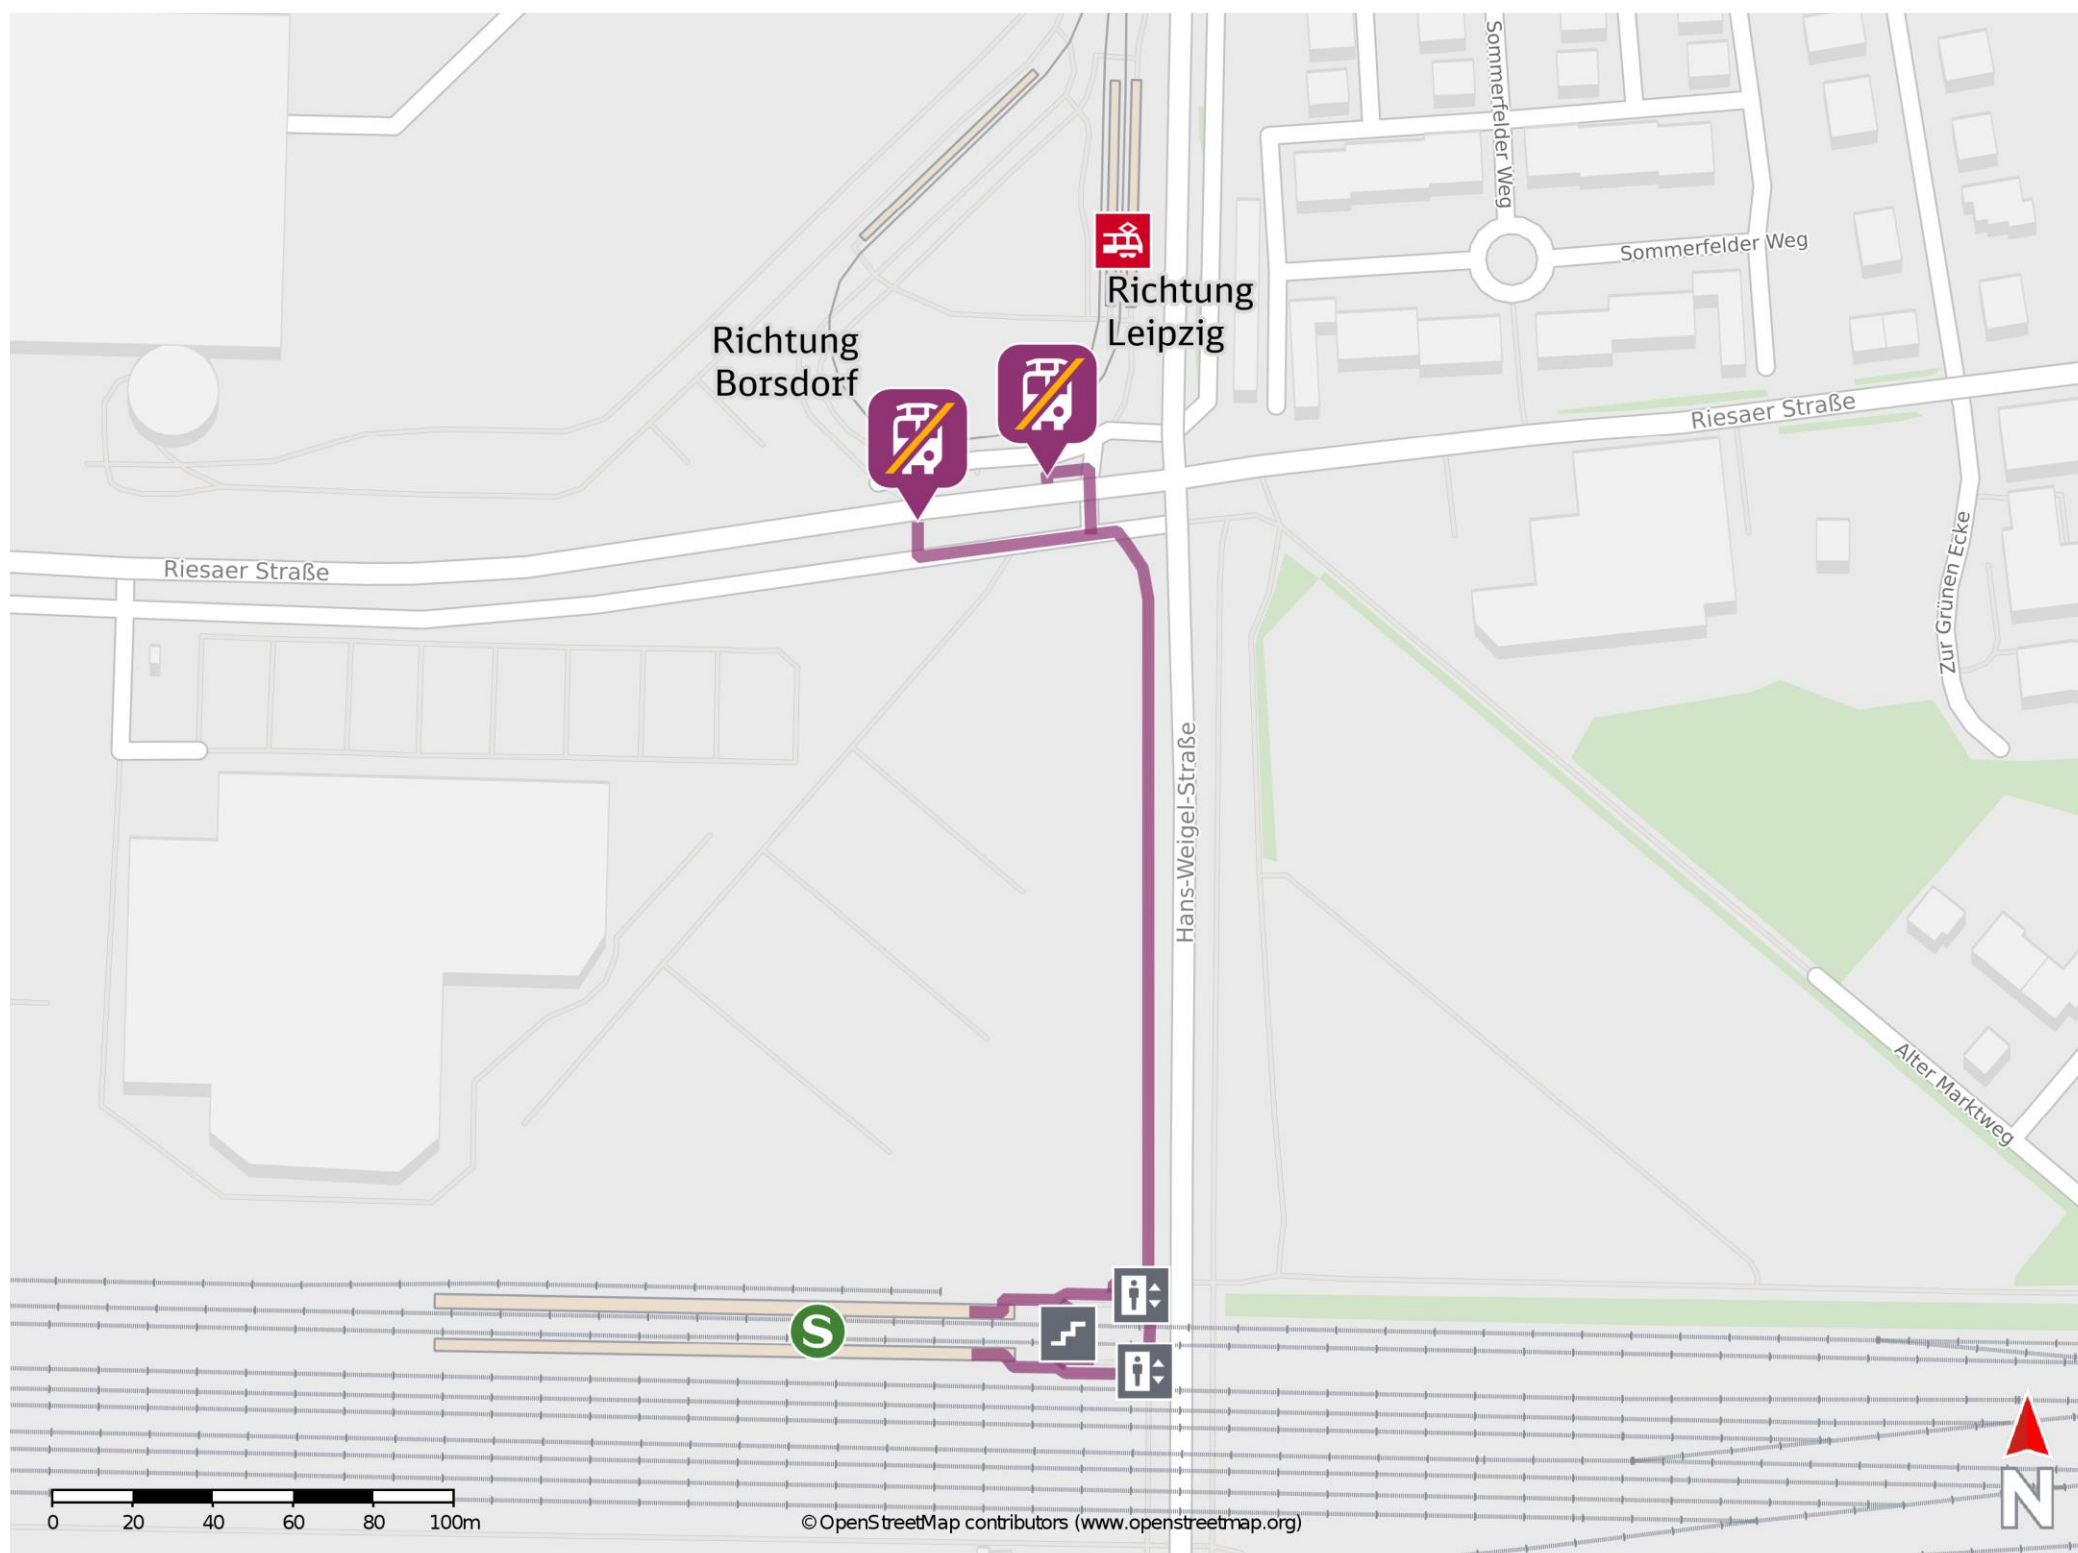 Sommerfelder Weg
Sommerfelder Weg
Richtung
Leipzig
Richtung
Borsdorf
Riesaer Straße
Riesaer Straße
Zur Grünen Ecke
Hans-Weigel-Straße
Alter Marktweg
S
N
0 20 40 60 80 100m
©OpenStreetMap contributors (www.openstreetmap.org)